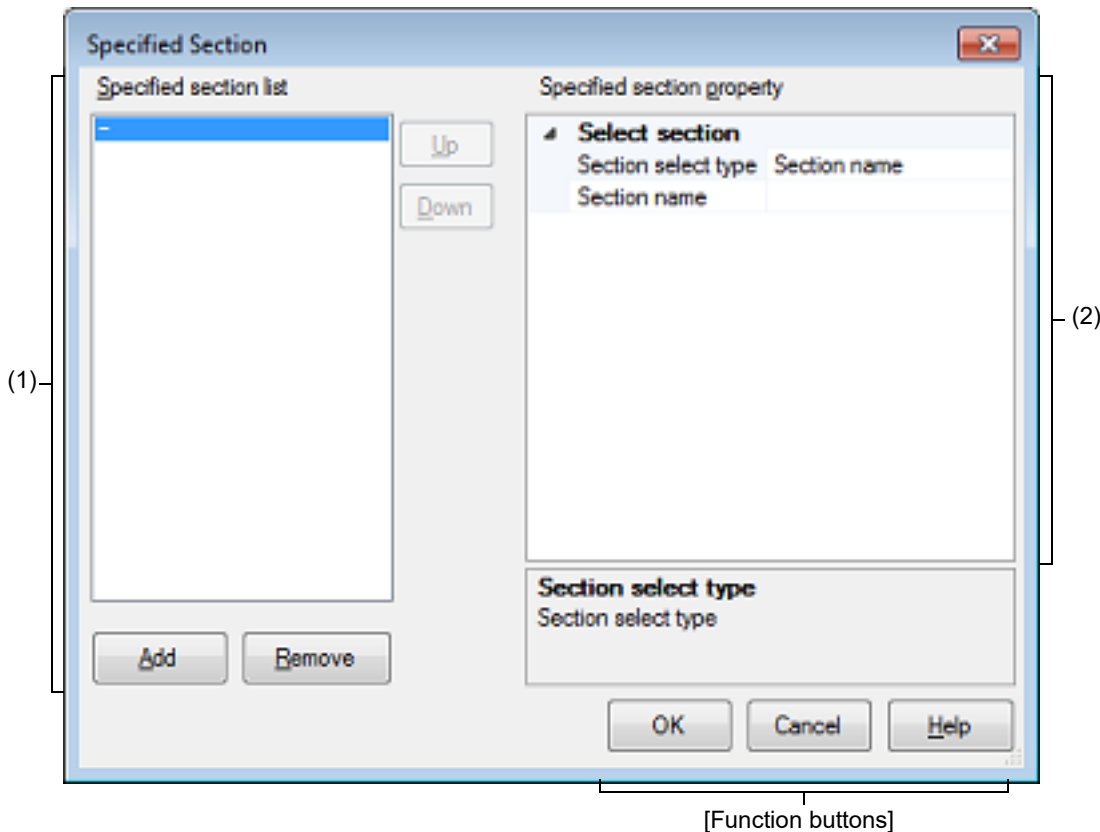 Specified Section
Specified section list
Specified section property
-
Up
Down
Select section
Section select type Section name
Section name
(1)
(2)
Section select type
Section select type
Add Remove
OK Cancel Help
[Function buttons]